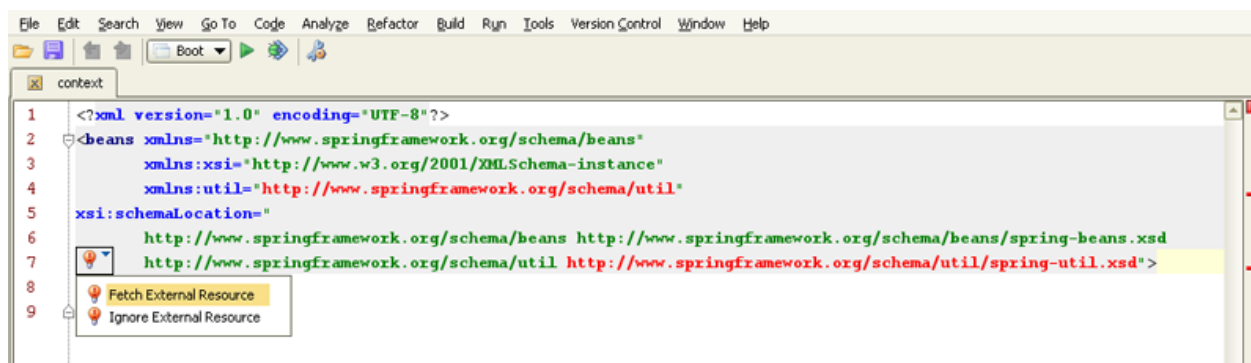 File Edit Search View Go To Code Analyze Refactor Build Run Tools Version Control Window Help
Boot
context
1 <?xml version="1.0" encoding="UTF-8"?>
2 <beans xmlns="http://www.springframework.org/schema/beans"
3 xmlns:xsi="http://www.w3.org/2001/XMLSchema-instance"
4 xmlns:util="http://www.springframework.org/schema/util"
5 xsi:schemaLocation="
6 http://www.springframework.org/schema/beans http://www.springframework.org/schema/beans/spring-beans.xsd
7 http://www.springframework.org/schema/util http://www.springframework.org/schema/util/spring-util.xsd">
8 Fetch External Resource
9 Ignore External Resource